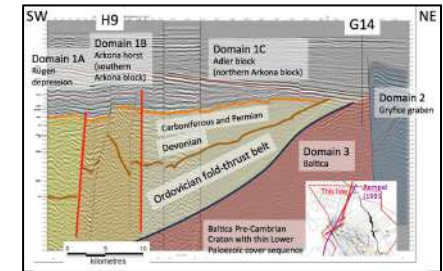 SW
H9
G14
NE
Domain 1A
Rügen
depression
Domain 1B
Arkona horst
(southern
Arkona block)
Domain 1C
Adler block
(northern Arkona block)
Domain 2
Gryfice graben
Carboniferous and Permian
Devonian
Ordovician fold-thrust belt
Domain 3
Baltica
Baltica Pre-Cambrian
Craton with thin Lower
Paleozoic cover sequence
This line
Rempel
0
10
kilometres